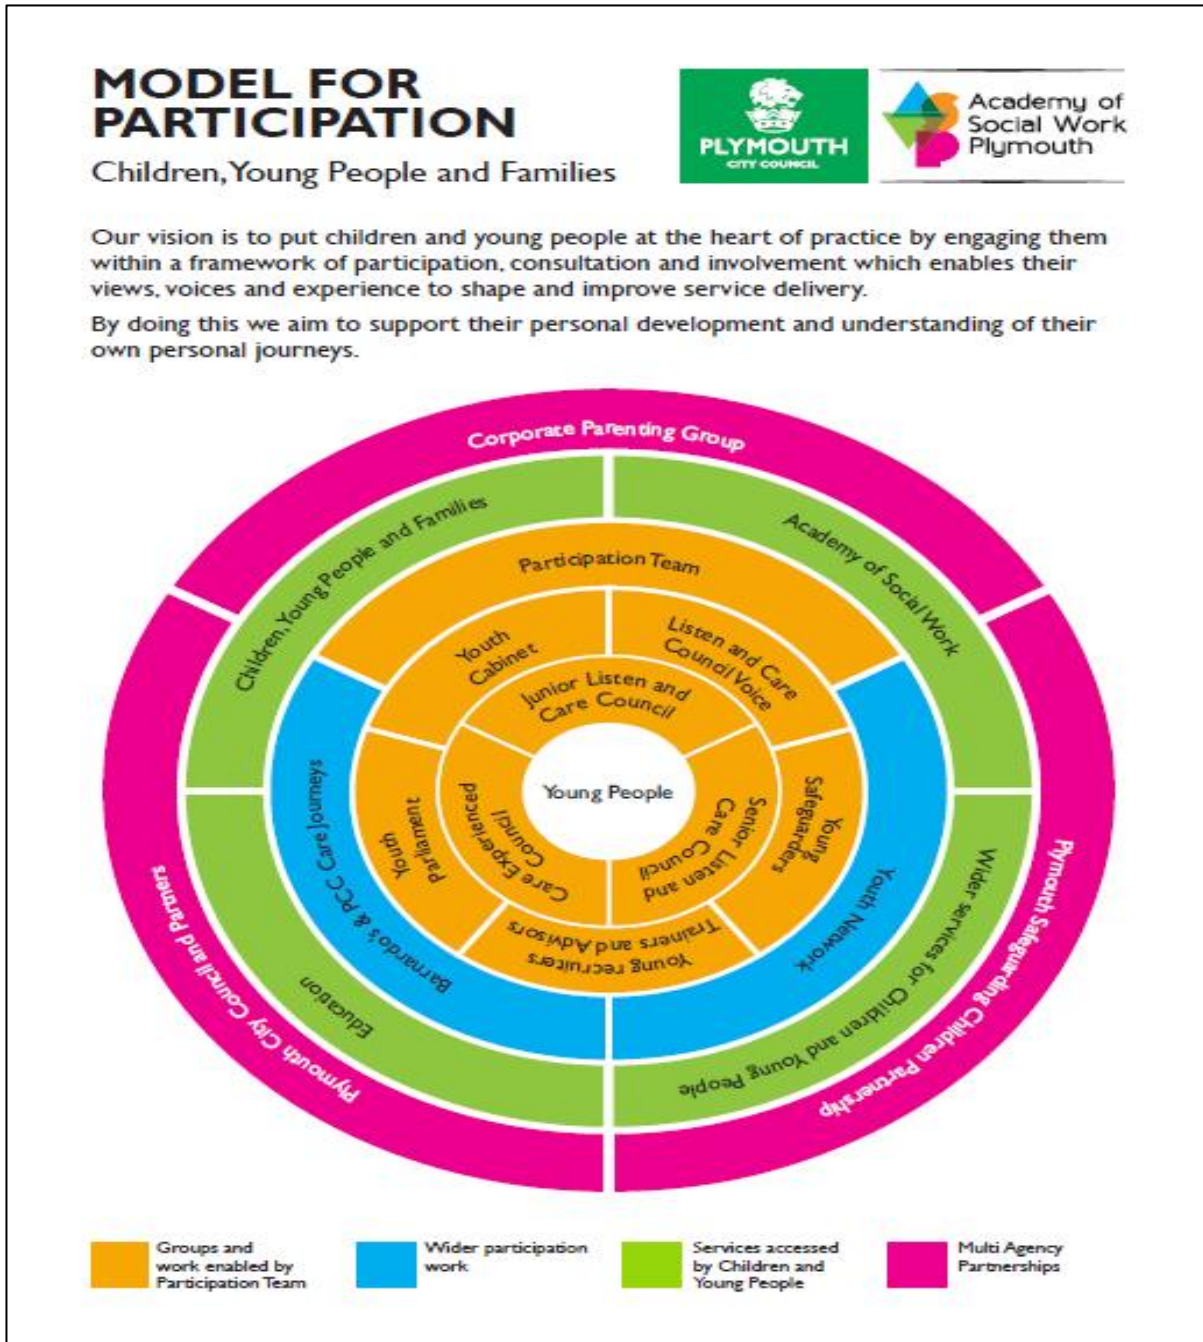 MODEL FOR
PARTICIPATION
Children, Young People and Families
PLYMOUTH
CITY COUNCIL
Academy of
Social Work
Plymouth
Our vision is to put children and young people at the heart of practice by engaging them
within a framework of participation, consultation and involvement which enables their
views, voices and experience to shape and improve service delivery.
By doing this we aim to support their personal development and understanding of their
own personal journeys.
Corporate Parenting Group
Children, Young People and Families
Academy of Social Work
Participation Team
Youth
Cabinet
Listen and Care
Council Voice
Junior Listen and
Care Council
Young People
Care Experienced
Council
Senior Listen and
Care Council
Youth
Parliament
Young
Safeguarders
Young recruiters
Trainers and Advisors
Barnardo's & PCC Care Journeys
Youth Network
Education
Wider services for Children and Young People
Plymouth City Council and Partners
Plymouth Safeguarding Children Partnership
Groups and
work enabled by
Participation Team
Wider participation
work
Services accessed
by Children and
Young People
Multi Agency
Partnerships